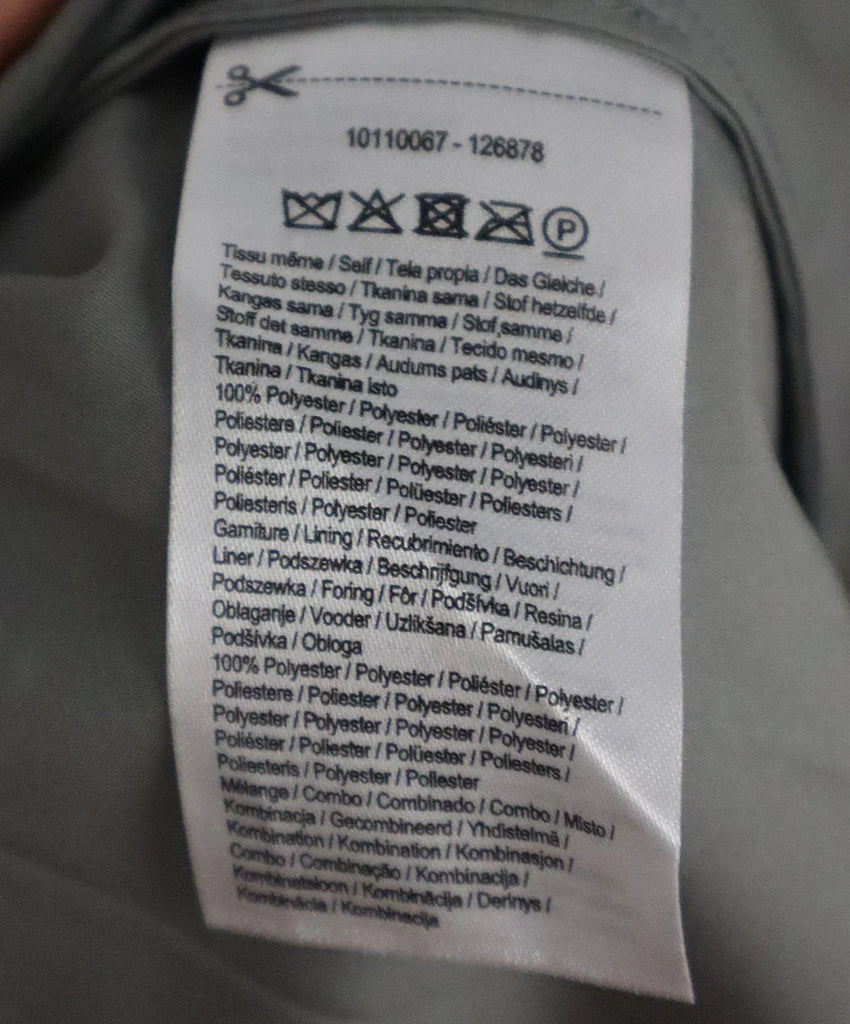 10110067 - 126878
P
Tissu même / Self / Tela propia / Das Gleiche /
Tessuto stesso / Tkanina sama / Stof hetzelfde /
Kangas sama / Tyg samma / Stof samme /
Stoff det samme / Tkanina / Tecido mesmo /
Tkanina / Kangas / Audums pats / Audinys /
Tkanina / Tkanina isto
100% Polyester / Polyester / Poliéster / Polyester /
Poliestere / Poliester / Polyester / Polyesteri /
Polyester / Polyester / Polyester / Polyester /
Poliéster / Poliester / Polüester / Poliesters /
Poliesteris / Polyester / Poliester
Garniture / Lining / Recubrimiento / Beschichtung /
Liner / Podszewka / Beschrijfgung / Vuori /
Podszewka / Foring / Fôr / Podšívka / Resina /
Oblaganje / Vooder / Uzlikšana / Pamušalas /
Podšívka / Obloga
100% Polyester / Polyester / Poliéster / Polyester /
Poliestere / Poliester / Polyester / Polyesteri /
Polyester / Polyester / Polyester / Polyester /
Poliéster / Poliester / Polüester / Poliesters /
Poliesteris / Polyester / Poliester
Mélange / Combo / Combinado / Combo / Misto /
Kombinacja / Gecombineerd / Yhdistelmä /
Kombination / Kombination / Kombinasjon /
Combo / Combinação / Kombinacija /
Kombinatsioon / Kombinācija / Derinys /
Kombinácia / Kombinacija